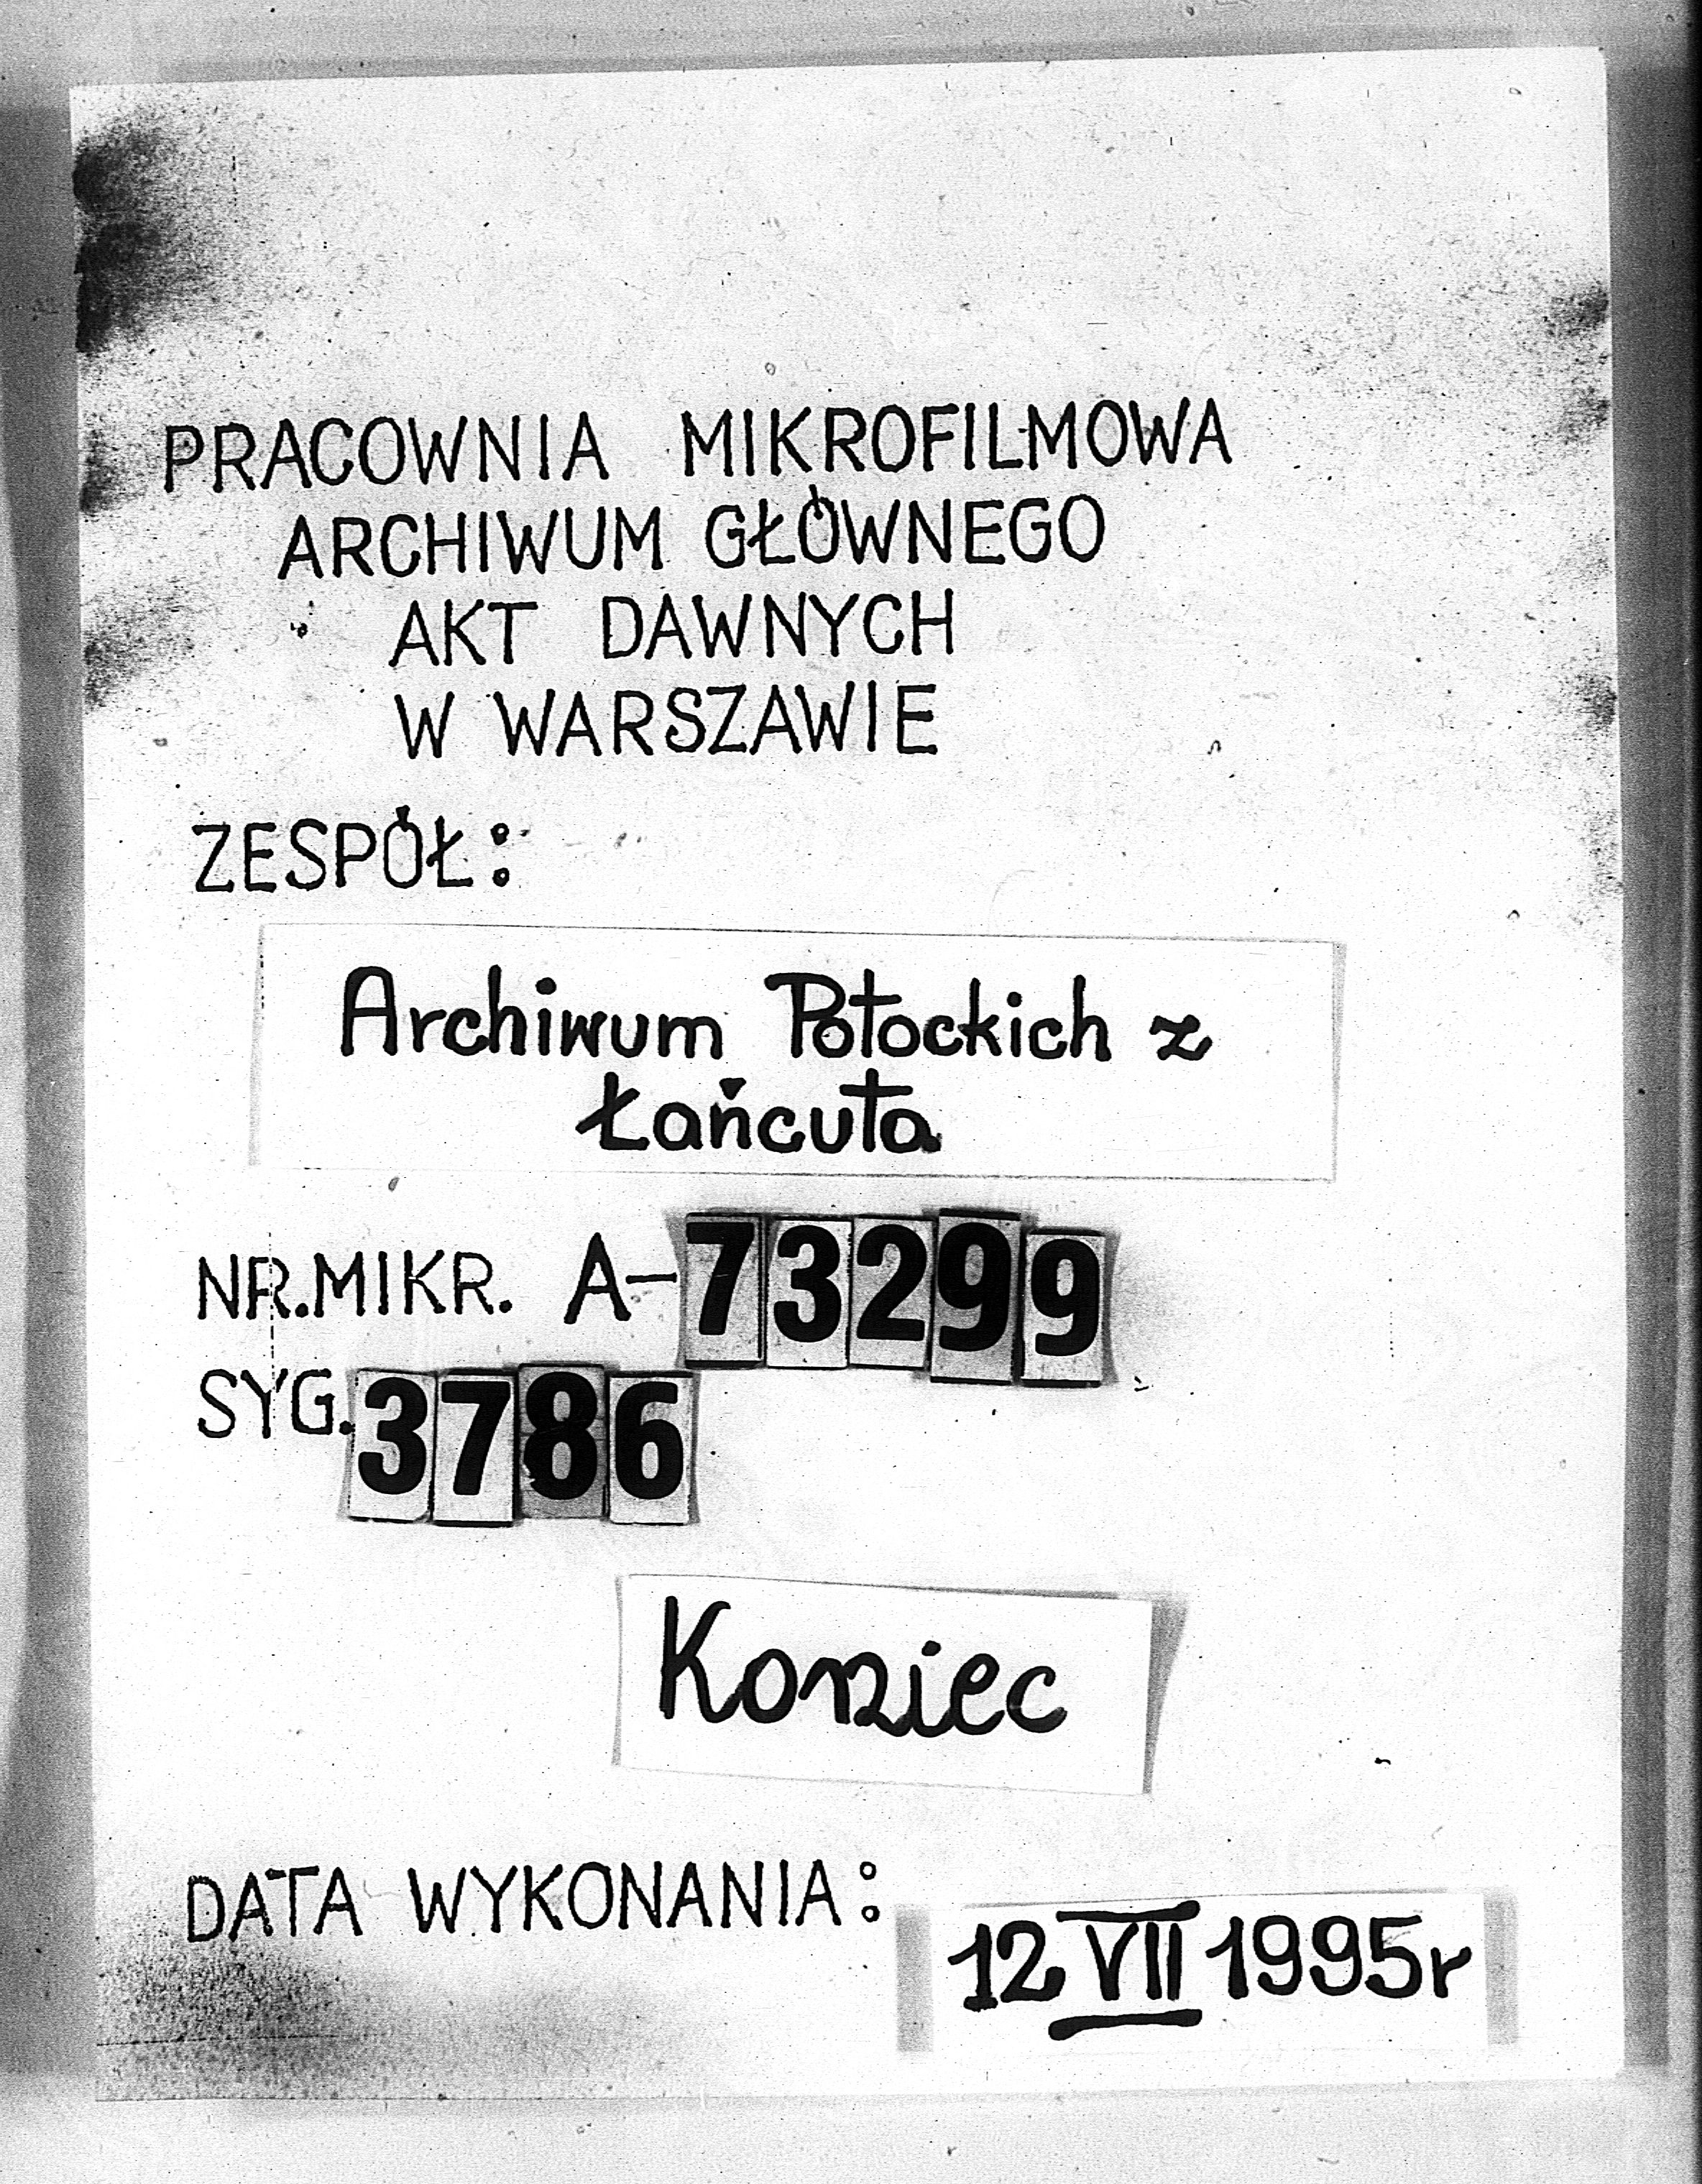 PRACOWNIA MIKROFILMOWA
ARCHIWUM GŁÓWNEGO
AKT DAWNYCH
W WARSZAWIE
ZESPÓŁ:
Archiwum Potockich z
Łańcuta
NR.MIKR. A-73299
SYG. 3786
Koniec
DATA WYKONANIA: 12 VII 1995r